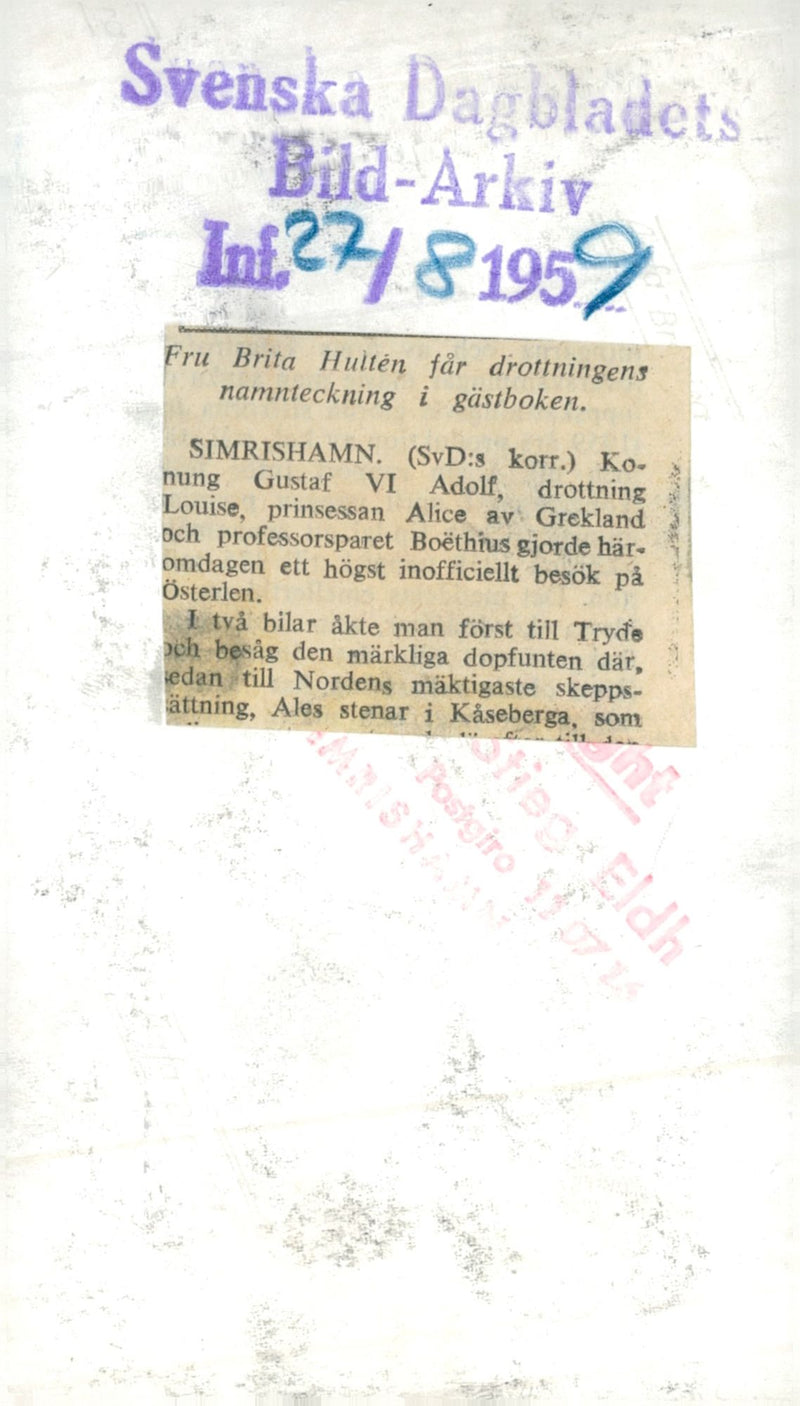 Svenska Dagbladets
Bild-Arkiv
Inf. 27/8 1959
Fru Brita Hultén får drottningens
namnteckning i gästboken.
SIMRISHAMN. (SvD:s korr.) Ko-
nung Gustaf VI Adolf, drottning
Louise, prinsessan Alice av Grekland
och professorsparet Boëthius gjorde här-
omdagen ett högst inofficiellt besök på
Österlen.
I två bilar åkte man först till Tryde
och besåg den märkliga dopfunten där,
sedan till Nordens mäktigaste skepps-
sättning, Ales stenar i Kåseberga, som
Eldh
Postgiro 11 07
MRISHAMN